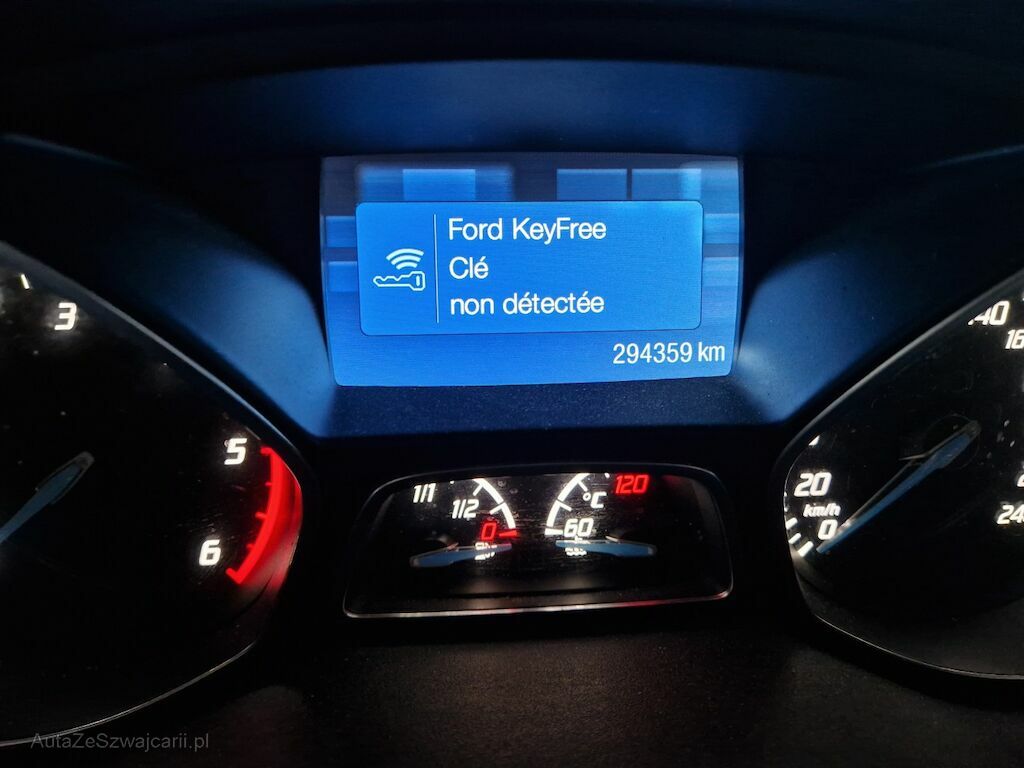 Ford KeyFree
Clé
non détectée
294359 km
3
5
6
1/1
1/2
0
°C
120
60
140
20
km/h
0
AutaZeSzwajcarii.pl